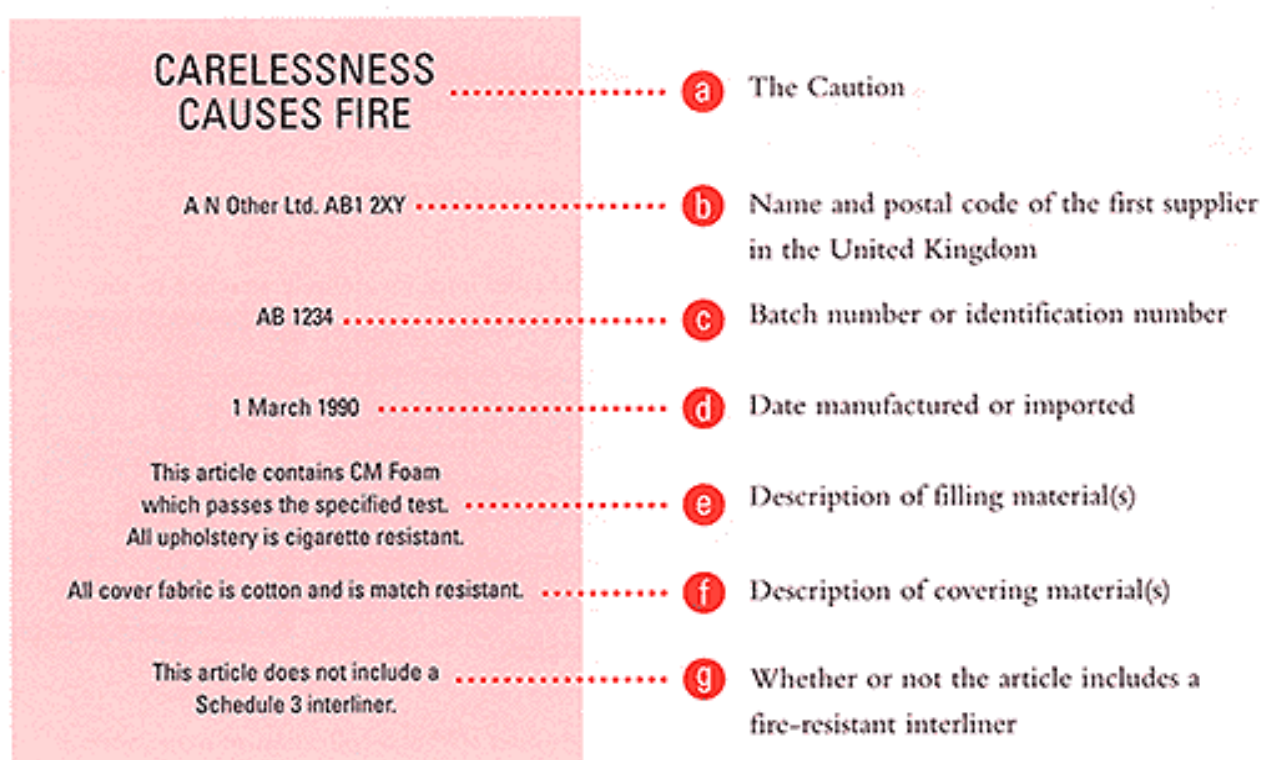 CARELESSNESS
CAUSES FIRE
a The Caution
A N Other Ltd. AB1 2XY
b Name and postal code of the first supplier
in the United Kingdom
AB 1234
c Batch number or identification number
1 March 1990
d Date manufactured or imported
This article contains CM Foam
which passes the specified test.
All upholstery is cigarette resistant.
e Description of filling material(s)
All cover fabric is cotton and is match resistant.
f Description of covering material(s)
This article does not include a
Schedule 3 interliner.
g Whether or not the article includes a
fire-resistant interliner